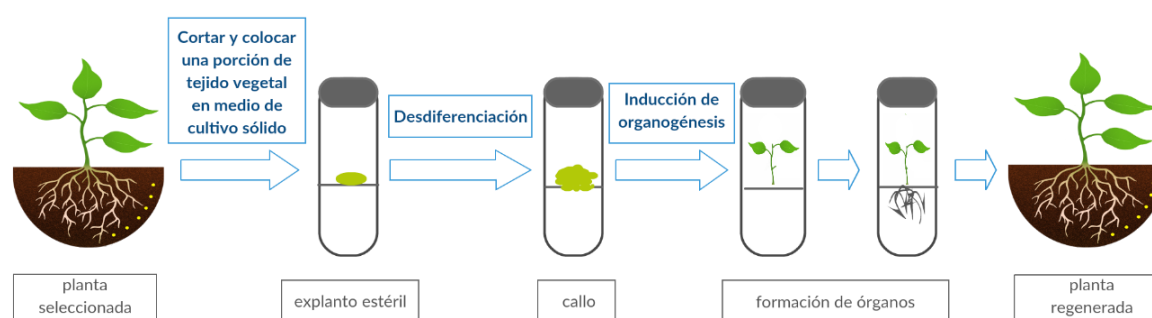 Cortar y colocar
una porción de
tejido vegetal
en medio de
cultivo sólido
Desdiferenciación
Inducción de
organogénesis
planta
seleccionada
explanto estéril
callo
formación de órganos
planta
regenerada